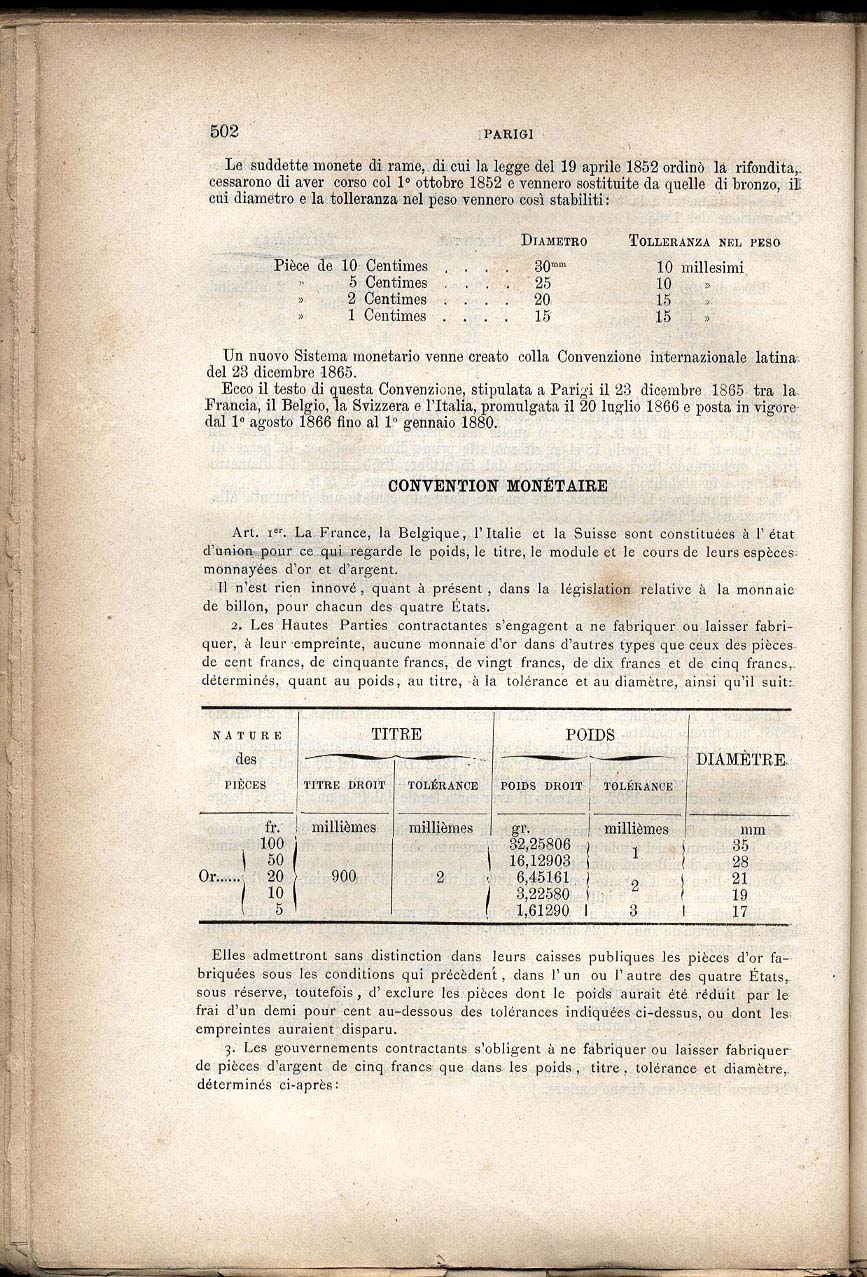 502 PARIGI
Le suddette monete di rame, di cui la legge del 19 aprile 1852 ordinò la rifondita,
cessarono di aver corso col 1° ottobre 1852 e vennero sostituite da quelle di bronzo, il
cui diametro e la tolleranza nel peso vennero così stabiliti:
DIAMETRO TOLLERANZA NEL PESO
Pièce de 10 Centimes . . . . 30mm 10 millesimi
» 5 Centimes . . . . 25 10 »
» 2 Centimes . . . . 20 15 »
» 1 Centimes . . . . 15 15 »
Un nuovo Sistema monetario venne creato colla Convenzione internazionale latina
del 23 dicembre 1865.
Ecco il testo di questa Convenzione, stipulata a Parigi il 23 dicembre 1865 tra la
Francia, il Belgio, la Svizzera e l'Italia, promulgata il 20 luglio 1866 e posta in vigore
dal 1° agosto 1866 fino al 1° gennaio 1880.
CONVENTION MONÉTAIRE
Art. 1er. La France, la Belgique, l'Italie et la Suisse sont constituées à l'état
d'union pour ce qui regarde le poids, le titre, le module et le cours de leurs espèces
monnayées d'or et d'argent.
Il n'est rien innové, quant à présent, dans la législation relative à la monnaie
de billon, pour chacun des quatre États.
2. Les Hautes Parties contractantes s'engagent a ne fabriquer ou laisser fabri-
quer, à leur empreinte, aucune monnaie d'or dans d'autres types que ceux des pièces
de cent francs, de cinquante francs, de vingt francs, de dix francs et de cinq francs,
déterminés, quant au poids, au titre, à la tolérance et au diamètre, ainsi qu'il suit:
NATURE TITRE POIDS
des DIAMÈTRE
PIÈCES TITRE DROIT TOLÉRANCE POIDS DROIT TOLÉRANCE
fr. millièmes millièmes gr. millièmes mm
100 32,25806 1 35
50 16,12903 28
Or...... 20 900 2 6,45161 2 21
10 3,22580 19
5 1,61290 3 17
Elles admettront sans distinction dans leurs caisses publiques les pièces d'or fa-
briquées sous les conditions qui précèdent, dans l'un ou l'autre des quatre États,
sous réserve, toutefois, d'exclure les pièces dont le poids aurait été réduit par le
frai d'un demi pour cent au-dessous des tolérances indiquées ci-dessus, ou dont les
empreintes auraient disparu.
3. Les gouvernements contractants s'obligent à ne fabriquer ou laisser fabriquer
de pièces d'argent de cinq francs que dans les poids, titre, tolérance et diamètre,
déterminés ci-après: